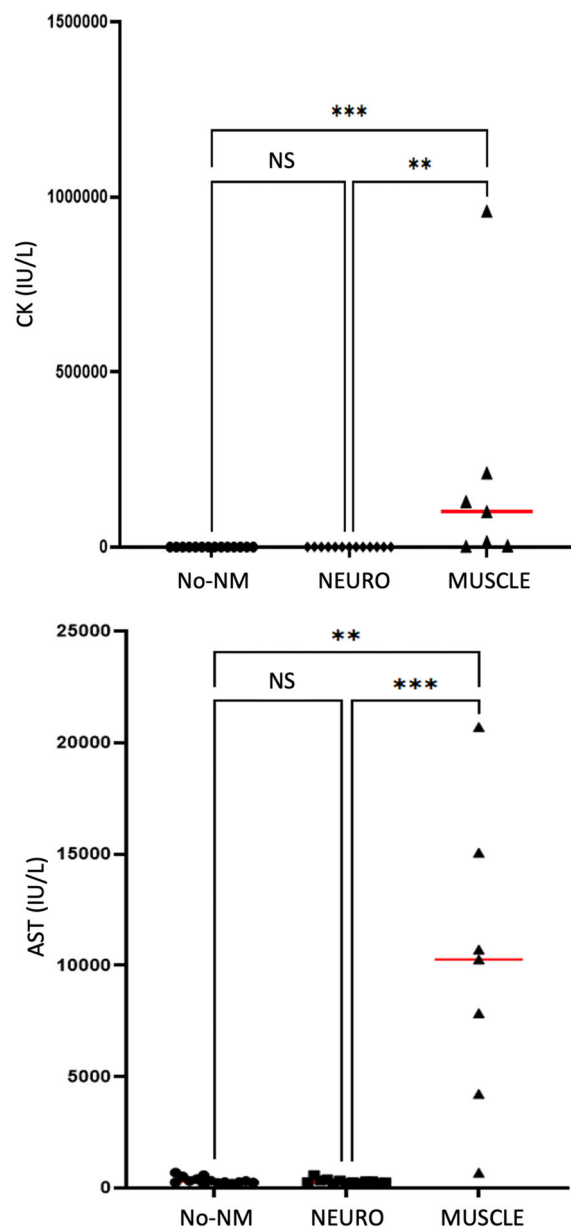 1500000
***
NS
**
1000000
CK (IU/L)
500000
0
No-NM NEURO MUSCLE
25000
**
NS
***
20000
15000
AST (IU/L)
10000
5000
0
No-NM NEURO MUSCLE